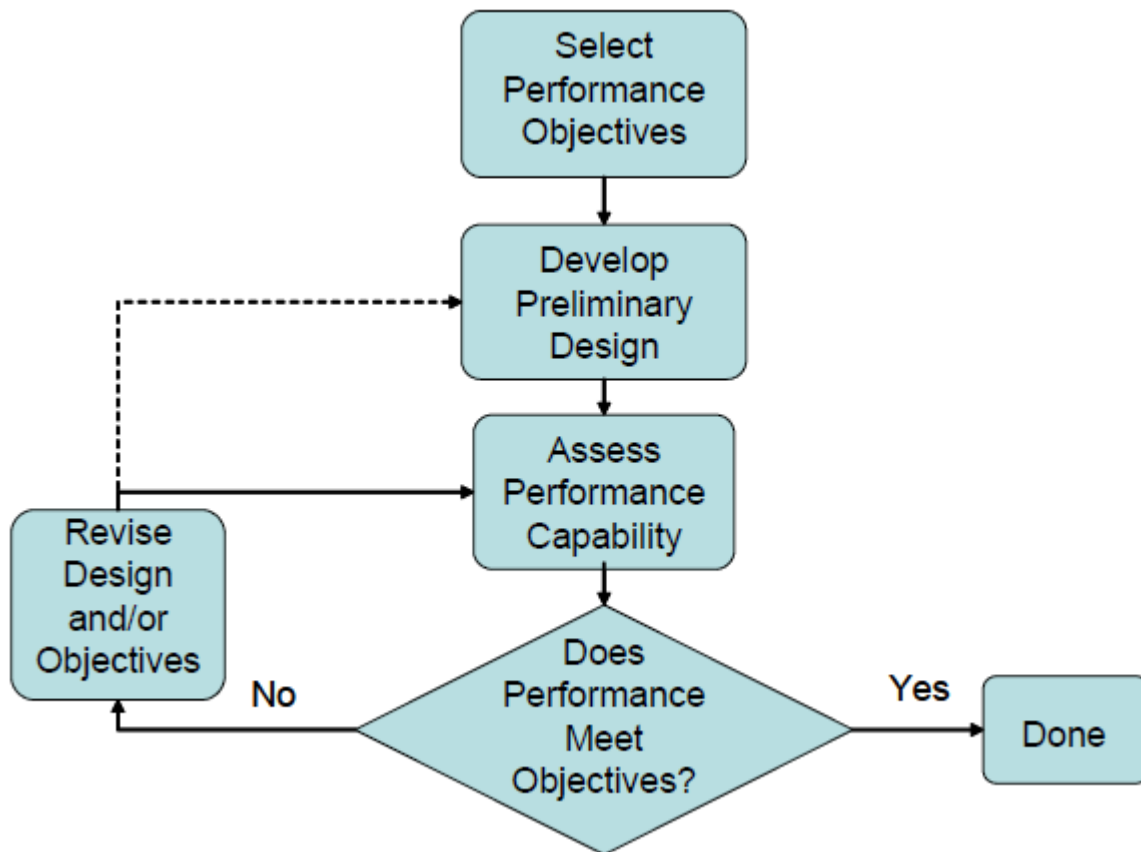 Select
Performance
Objectives
Develop
Preliminary
Design
Assess
Performance
Capability
Revise
Design
and/or
Objectives
Does
Performance
Meet
Objectives?
No
Yes
Done